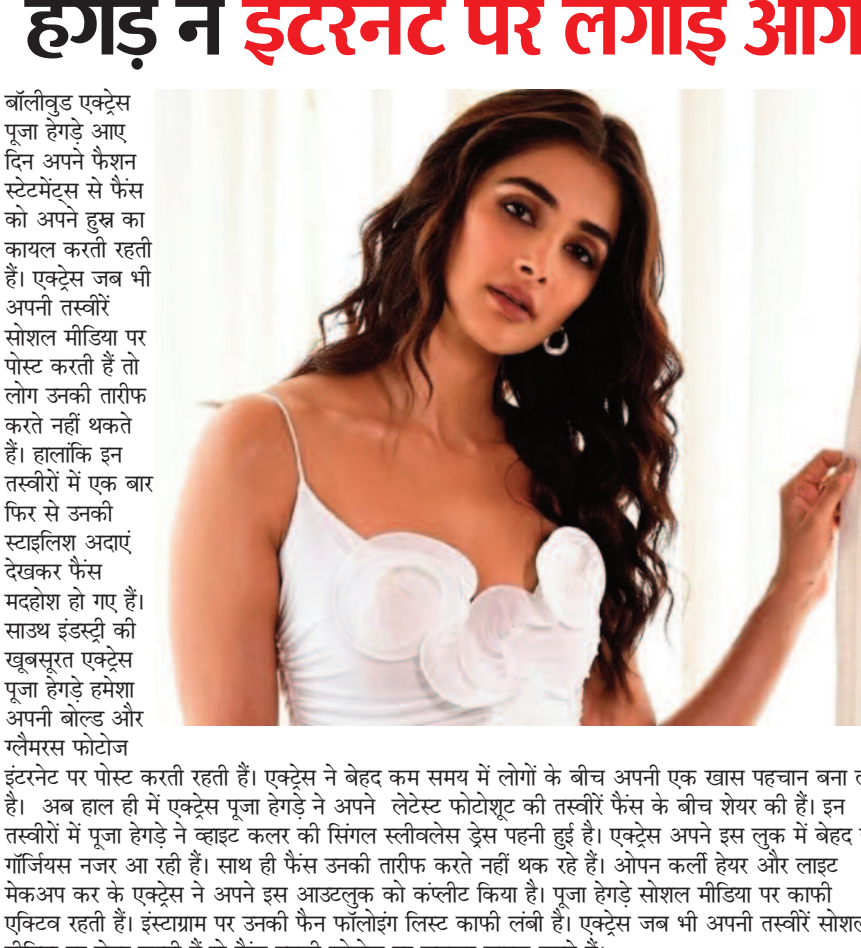 हेगड़े ने इंटरनेट पर लगाई आग
बॉलीवुड एक्ट्रेस
पूजा हेगड़े आए
दिन अपने फैशन
स्टेटमेंट्स से फैंस
को अपने हुस्न का
कायल करती रहती
हैं। एक्ट्रेस जब भी
अपनी तस्वीरें
सोशल मीडिया पर
पोस्ट करती हैं तो
लोग उनकी तारीफ
करते नहीं थकते
हैं। हालांकि इन
तस्वीरों में एक बार
फिर से उनकी
स्टाइलिश अदाएं
देखकर फैंस
मदहोश हो गए हैं।
साउथ इंडस्ट्री की
खूबसूरत एक्ट्रेस
पूजा हेगड़े हमेशा
अपनी बोल्ड और
ग्लैमरस फोटोज
इंटरनेट पर पोस्ट करती रहती हैं। एक्ट्रेस ने बेहद कम समय में लोगों के बीच अपनी एक खास पहचान बना
है। अब हाल ही में एक्ट्रेस पूजा हेगड़े ने अपने लेटेस्ट फोटोशूट की तस्वीरें फैंस के बीच शेयर की हैं। इन
तस्वीरों में पूजा हेगड़े ने व्हाइट कलर की सिंगल स्लीवलेस ड्रेस पहनी हुई है। एक्ट्रेस अपने इस लुक में बेहद
गॉर्जियस नजर आ रही हैं। साथ ही फैंस उनकी तारीफ करते नहीं थक रहे हैं। ओपन कर्ली हेयर और लाइट
मेकअप कर के एक्ट्रेस ने अपने इस आउटलुक को कंप्लीट किया है। पूजा हेगड़े सोशल मीडिया पर काफी
एक्टिव रहती हैं। इंस्टाग्राम पर उनकी फैन फॉलोइंग लिस्ट काफी लंबी है। एक्ट्रेस जब भी अपनी तस्वीरें सोशल